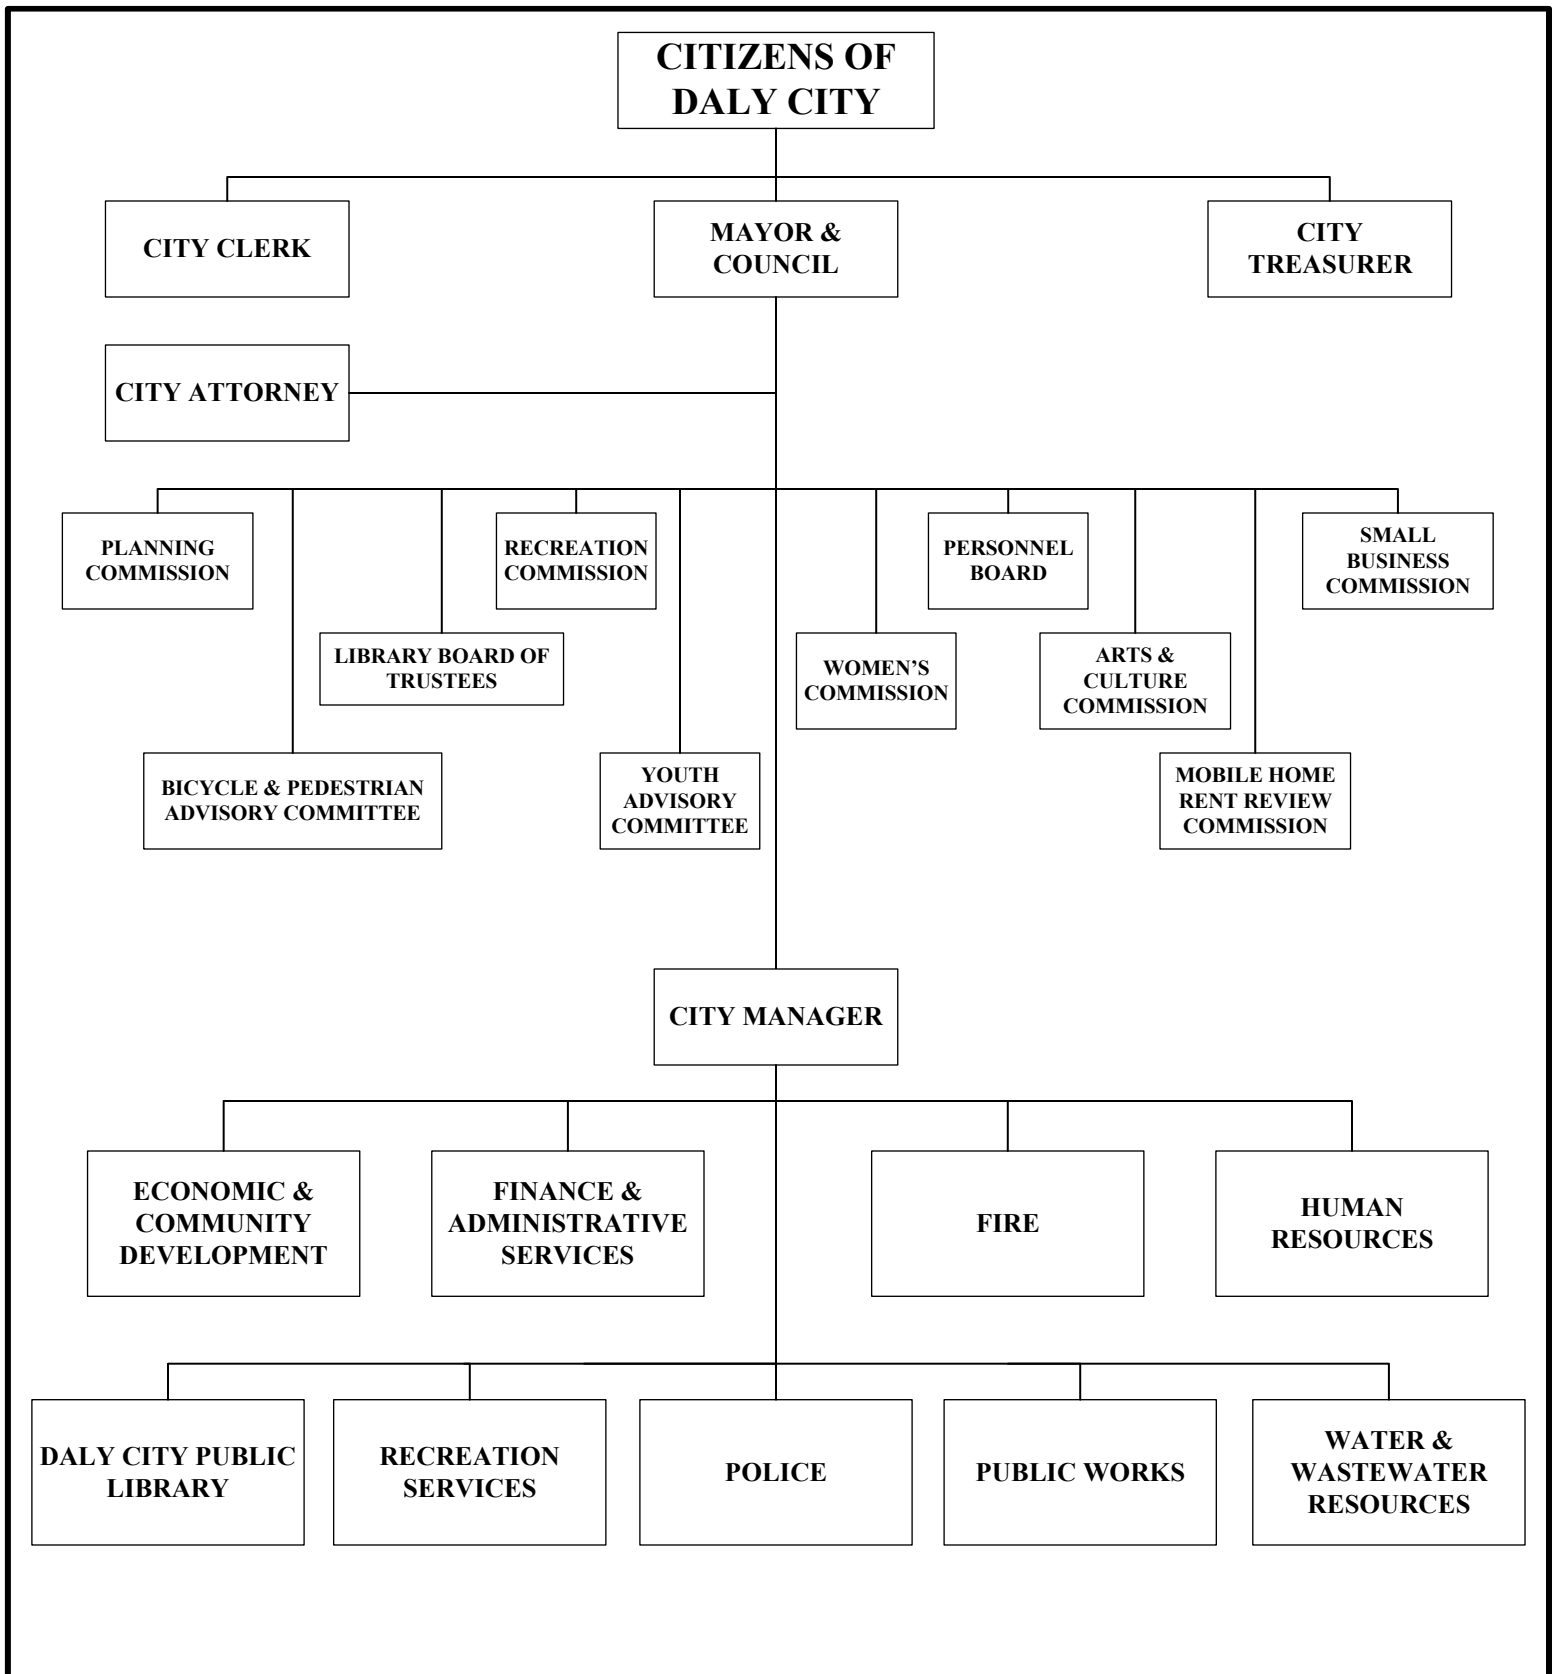 CITIZENS OF
DALY CITY
CITY CLERK
MAYOR &
COUNCIL
CITY
TREASURER
CITY ATTORNEY
PLANNING
COMMISSION
RECREATION
COMMISSION
PERSONNEL
BOARD
SMALL
BUSINESS
COMMISSION
LIBRARY BOARD OF
TRUSTEES
WOMEN’S
COMMISSION
ARTS &
CULTURE
COMMISSION
BICYCLE & PEDESTRIAN
ADVISORY COMMITTEE
YOUTH
ADVISORY
COMMITTEE
MOBILE HOME
RENT REVIEW
COMMISSION
CITY MANAGER
ECONOMIC &
COMMUNITY
DEVELOPMENT
FINANCE &
ADMINISTRATIVE
SERVICES
FIRE
HUMAN
RESOURCES
DALY CITY PUBLIC
LIBRARY
RECREATION
SERVICES
POLICE
PUBLIC WORKS
WATER &
WASTEWATER
RESOURCES